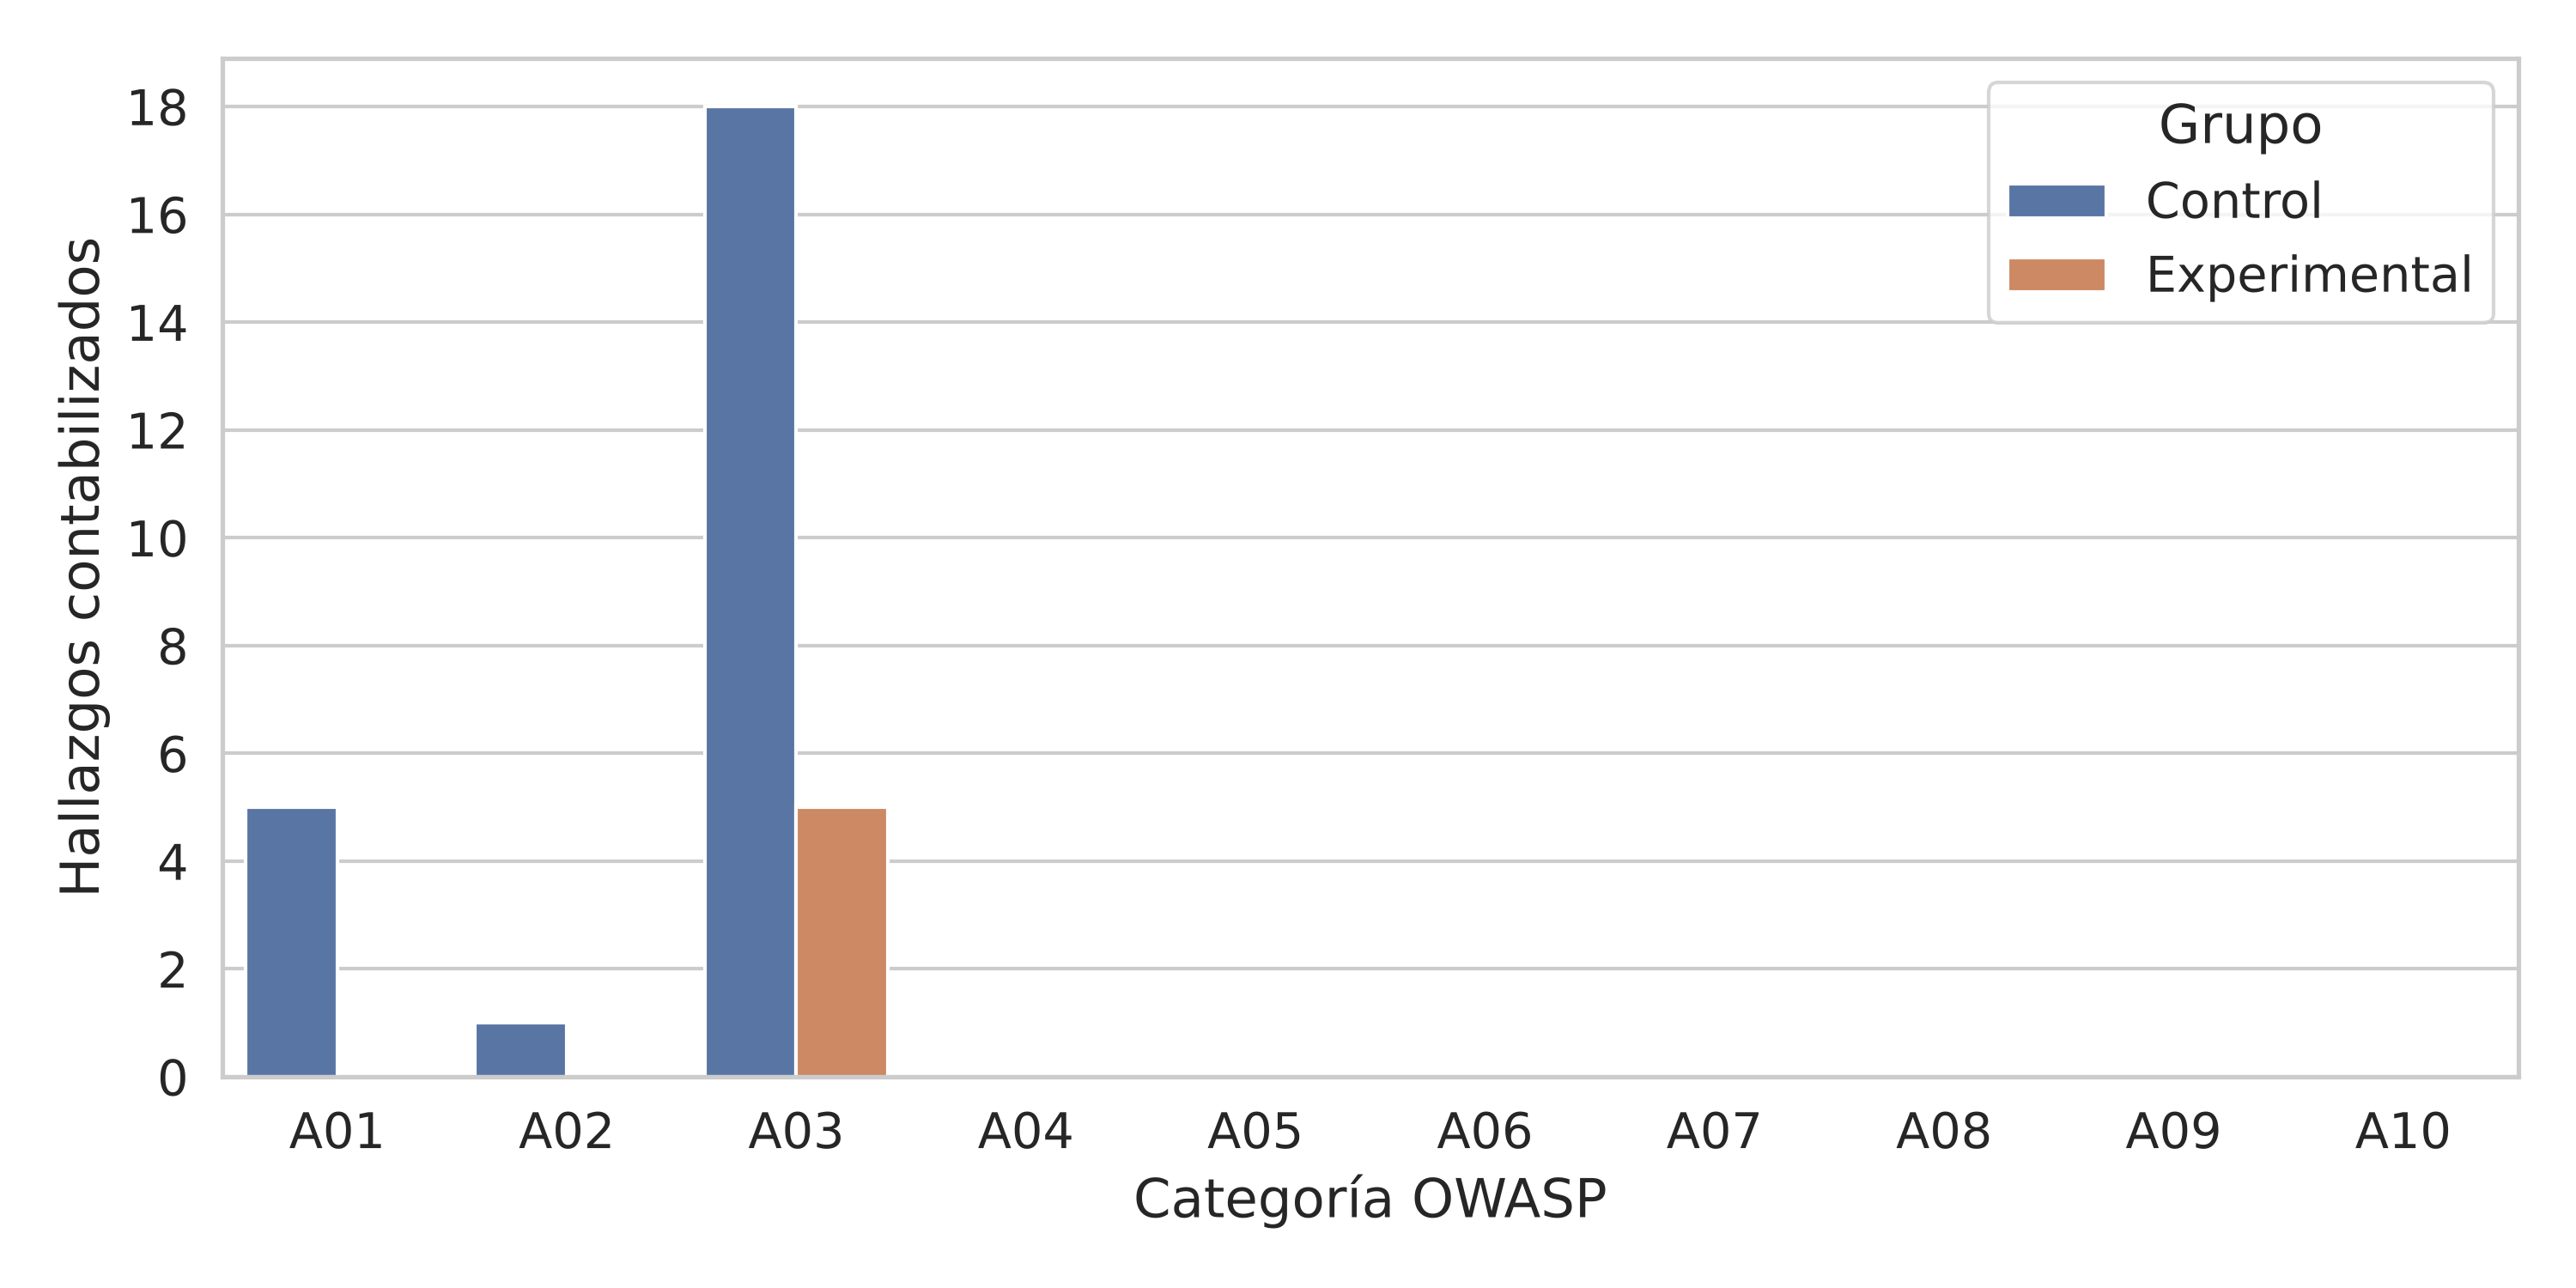 Hallazgos contabilizados
18
16
14
12
10
8
6
4
2
0
Grupo
Control
Experimental
A01 A02 A03 A04 A05 A06 A07 A08 A09 A10
Categoría OWASP